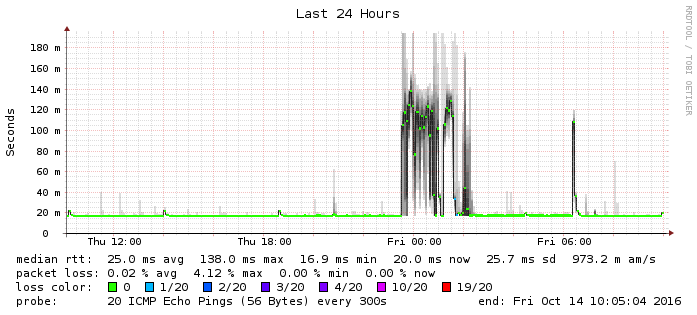 Last 24 Hours
RRDTOOL / TOBI OETIKER
Seconds
180 m
160 m
140 m
120 m
100 m
80 m
60 m
40 m
20 m
0
Thu 12:00 Thu 18:00 Fri 00:00 Fri 06:00
median rtt: 25.0 ms avg 138.0 ms max 16.9 ms min 20.0 ms now 25.7 ms sd 973.2 m am/s
packet loss: 0.02 % avg 4.12 % max 0.00 % min 0.00 % now
loss color: 0 1/20 2/20 3/20 4/20 10/20 19/20
probe: 20 ICMP Echo Pings (56 Bytes) every 300s end: Fri Oct 14 10:05:04 2016